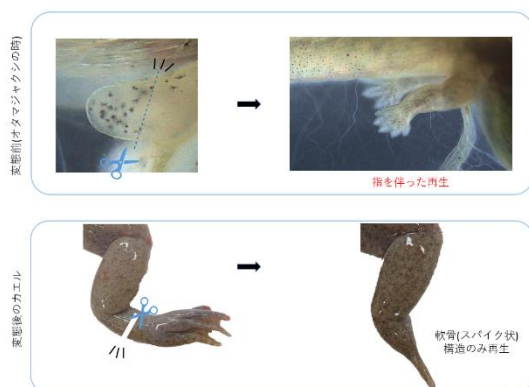 変態前(オタマジャクシの時)
指を伴った再生
変態後のカエル
軟骨(スパイク状)
構造のみ再生